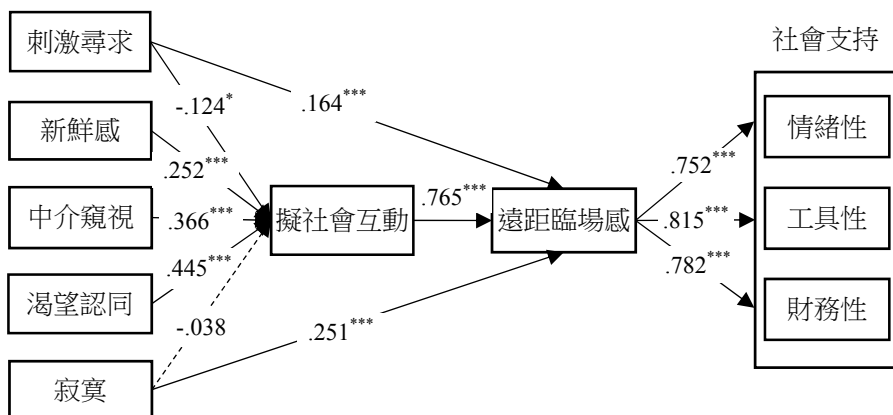 刺激尋求
社會支持
-.124*
.164***
新鮮感
情緒性
.252***
.752***
中介窺視
.366***
擬社會互動
.765***
遠距臨場感
.815***
工具性
.445***
.782***
渴望認同
-.038
.251***
財務性
寂寞